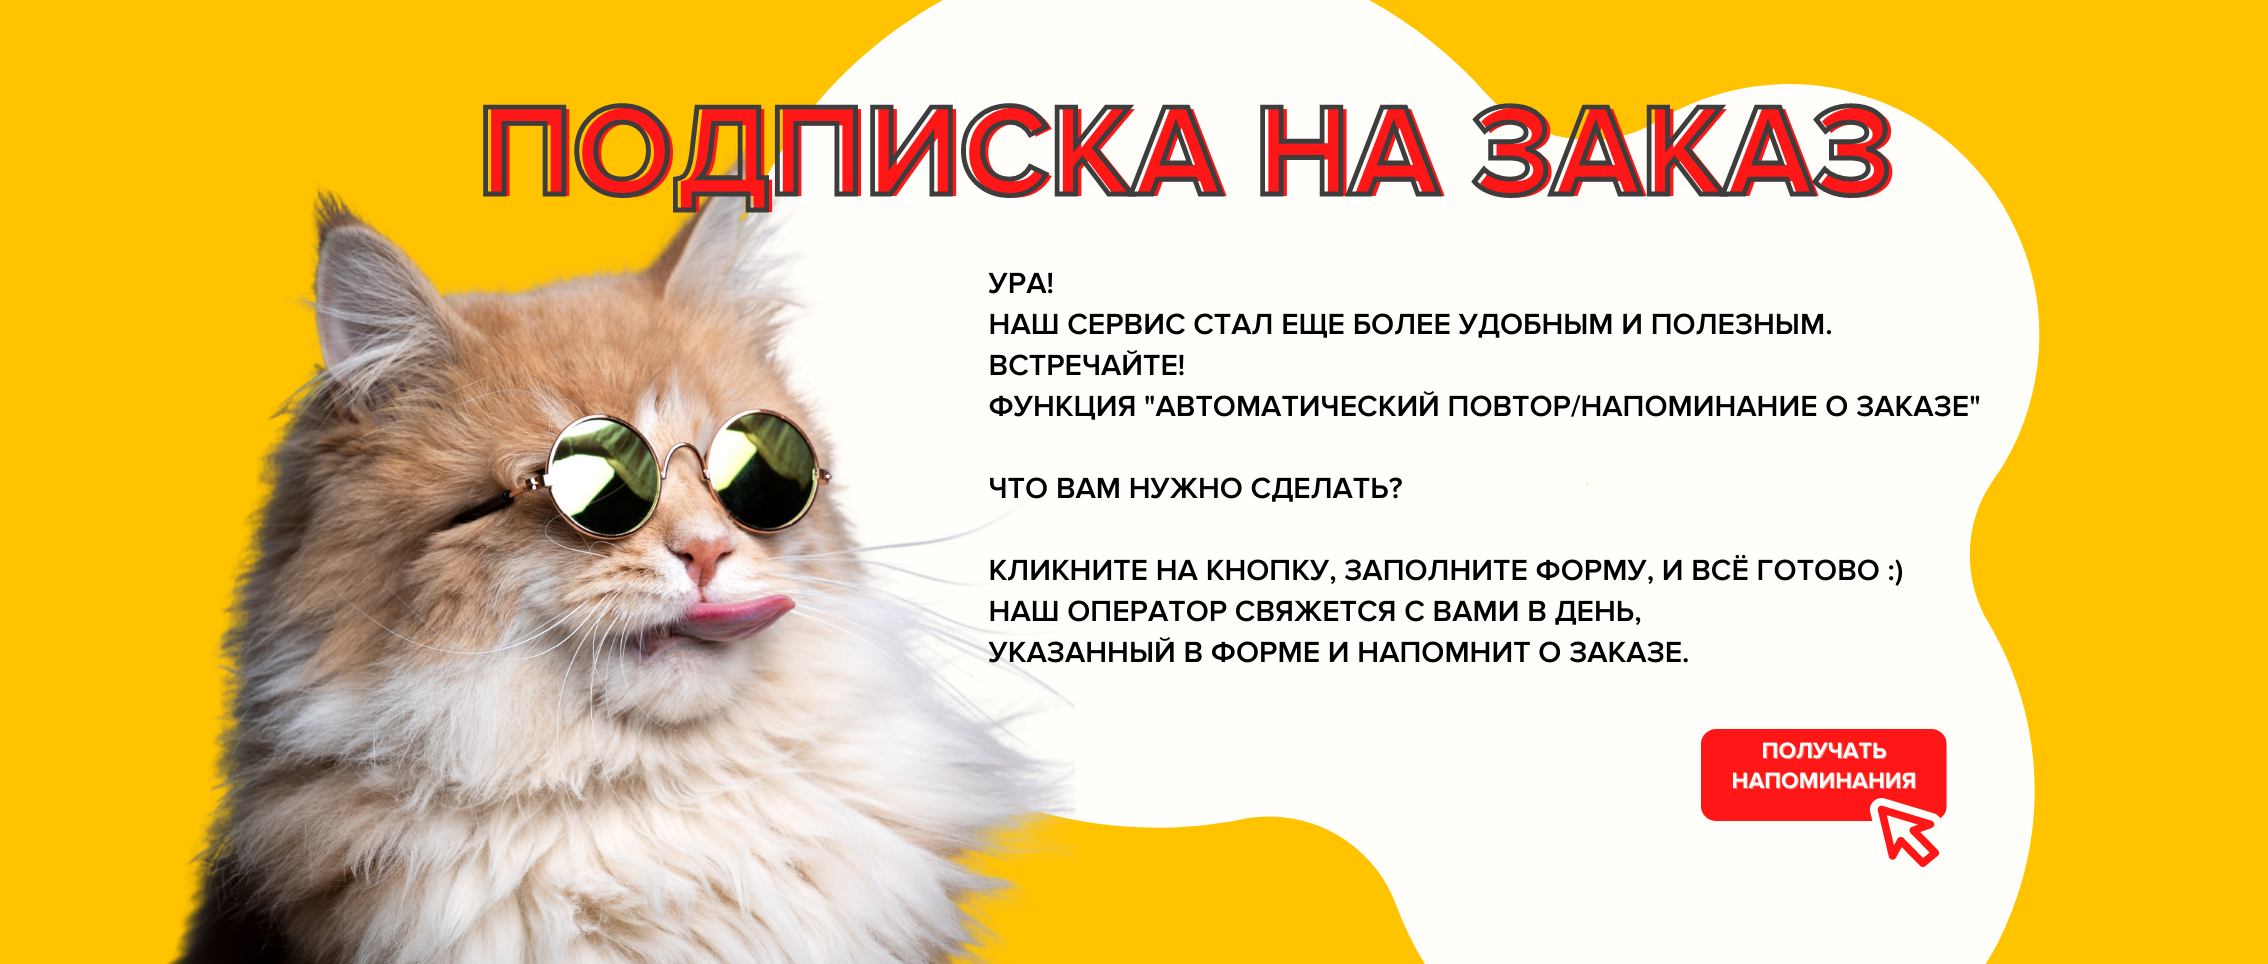 ПОДПИСКА НА ЗАКАЗ
УРА!
НАШ СЕРВИС СТАЛ ЕЩЕ БОЛЕЕ УДОБНЫМ И ПОЛЕЗНЫМ.
ВСТРЕЧАЙТЕ!
ФУНКЦИЯ "АВТОМАТИЧЕСКИЙ ПОВТОР/НАПОМИНАНИЕ О ЗАКАЗЕ"
ЧТО ВАМ НУЖНО СДЕЛАТЬ?
КЛИКНИТЕ НА КНОПКУ, ЗАПОЛНИТЕ ФОРМУ, И ВСЁ ГОТОВО :)
НАШ ОПЕРАТОР СВЯЖЕТСЯ С ВАМИ В ДЕНЬ,
УКАЗАННЫЙ В ФОРМЕ И НАПОМНИТ О ЗАКАЗЕ.
ПОЛУЧАТЬ
НАПОМИНАНИЯ